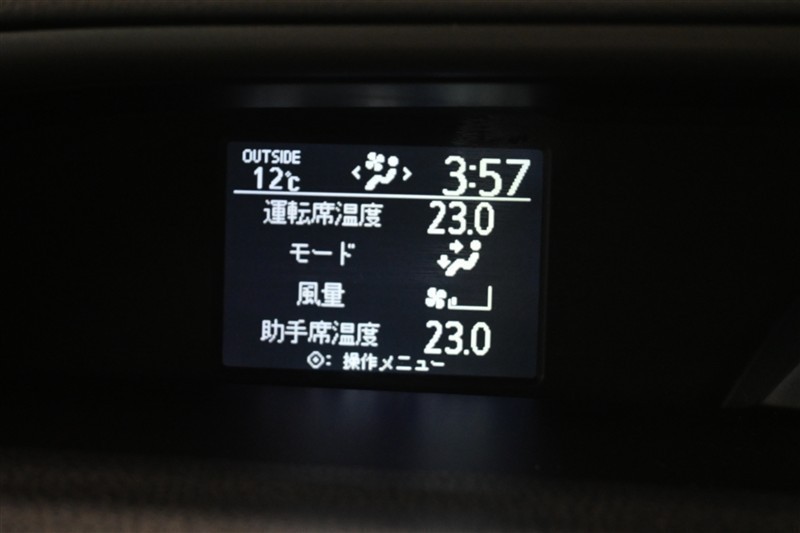 OUTSIDE
12℃ 3:57
運転席温度 23.0
モード
風量
助手席温度 23.0
: 操作メニュー